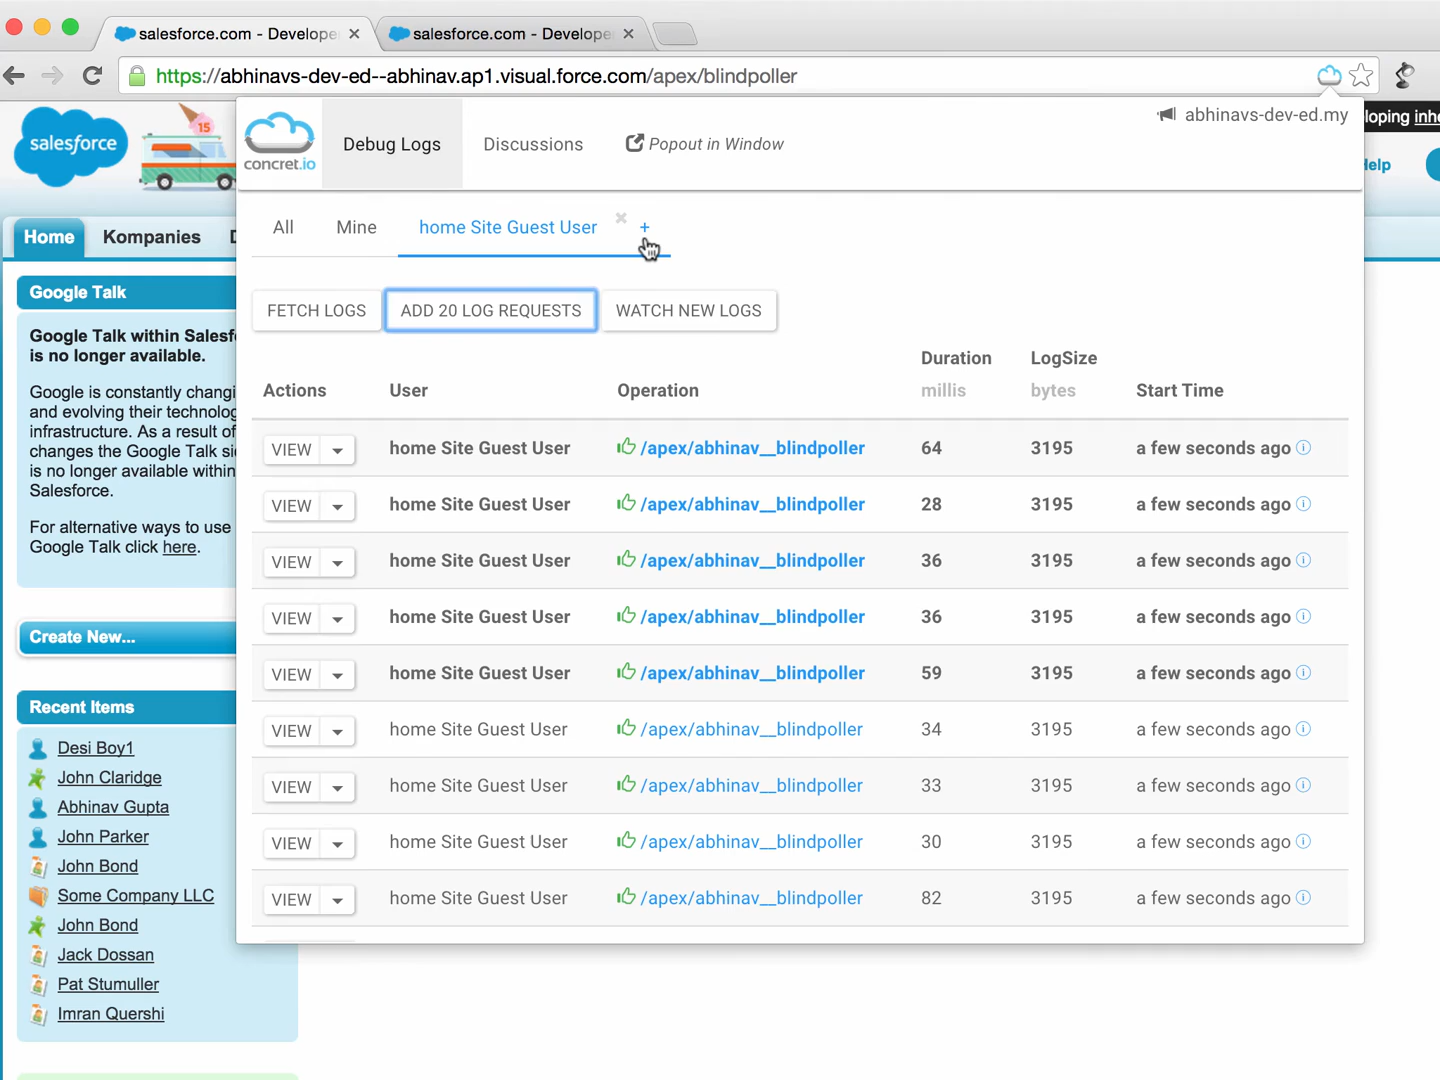 salesforce.com - Develope
salesforce.com - Develope
https://abhinavs-dev-ed--abhinav.ap1.visual.force.com/apex/blindpoller
salesforce
15
concret.io
Debug Logs
Discussions
Popout in Window
abhinavs-dev-ed.my
loping inhe
Help
Home
Kompanies
D
All
Mine
home Site Guest User
+
Google Talk
Google Talk within Salesf
is no longer available.
Google is constantly changi
and evolving their technolog
infrastructure. As a result of
changes the Google Talk si
is no longer available within
Salesforce.
For alternative ways to use
Google Talk click here.
Create New...
Recent Items
Desi Boy1
John Claridge
Abhinav Gupta
John Parker
John Bond
Some Company LLC
John Bond
Jack Dossan
Pat Stumuller
Imran Quershi
FETCH LOGS
ADD 20 LOG REQUESTS
WATCH NEW LOGS
Actions User Operation Duration millis LogSize bytes Start Time
VIEW home Site Guest User /apex/abhinav__blindpoller 64 3195 a few seconds ago
VIEW home Site Guest User /apex/abhinav__blindpoller 28 3195 a few seconds ago
VIEW home Site Guest User /apex/abhinav__blindpoller 36 3195 a few seconds ago
VIEW home Site Guest User /apex/abhinav__blindpoller 36 3195 a few seconds ago
VIEW home Site Guest User /apex/abhinav__blindpoller 59 3195 a few seconds ago
VIEW home Site Guest User /apex/abhinav__blindpoller 34 3195 a few seconds ago
VIEW home Site Guest User /apex/abhinav__blindpoller 33 3195 a few seconds ago
VIEW home Site Guest User /apex/abhinav__blindpoller 30 3195 a few seconds ago
VIEW home Site Guest User /apex/abhinav__blindpoller 82 3195 a few seconds ago